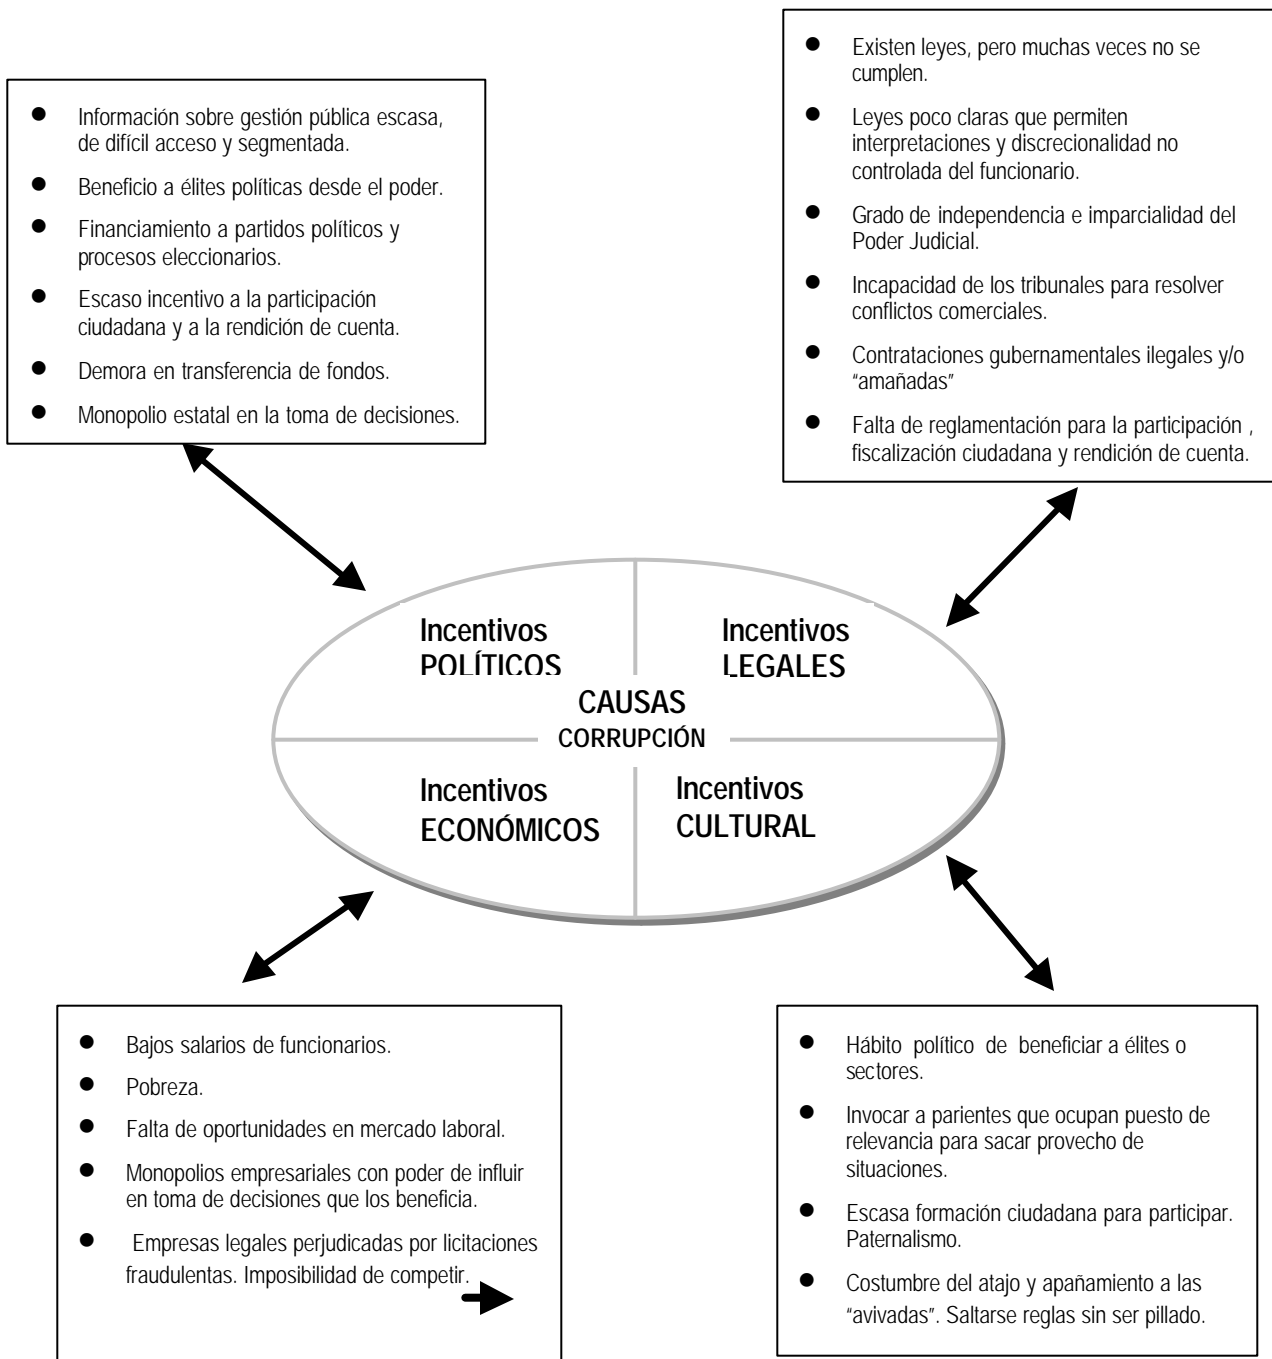 ● Información sobre gestión pública escasa,
de difícil acceso y segmentada.
● Beneficio a élites políticas desde el poder.
● Financiamiento a partidos políticos y
procesos eleccionarios.
● Escaso incentivo a la participación
ciudadana y a la rendición de cuenta.
● Demora en transferencia de fondos.
● Monopolio estatal en la toma de decisiones.
● Existen leyes, pero muchas veces no se
cumplen.
● Leyes poco claras que permiten
interpretaciones y discrecionalidad no
controlada del funcionario.
● Grado de independencia e imparcialidad del
Poder Judicial.
● Incapacidad de los tribunales para resolver
conflictos comerciales.
● Contrataciones gubernamentales ilegales y/o
“amañadas”
● Falta de reglamentación para la participación ,
fiscalización ciudadana y rendición de cuenta.
Incentivos
POLÍTICOS
Incentivos
LEGALES
CAUSAS
CORRUPCIÓN
Incentivos
ECONÓMICOS
Incentivos
CULTURAL
● Bajos salarios de funcionarios.
● Pobreza.
● Falta de oportunidades en mercado laboral.
● Monopolios empresariales con poder de influir
en toma de decisiones que los beneficia.
● Empresas legales perjudicadas por licitaciones
fraudulentas. Imposibilidad de competir.
● Hábito político de beneficiar a élites o
sectores.
● Invocar a parientes que ocupan puesto de
relevancia para sacar provecho de
situaciones.
● Escasa formación ciudadana para participar.
Paternalismo.
● Costumbre del atajo y apañamiento a las
“avivadas”. Saltarse reglas sin ser pillado.